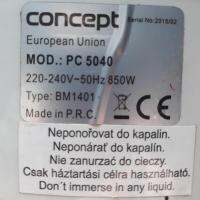 concept
Serial No: 2018/02
European Union
MOD.: PC 5040
220-240V~50Hz 850W
Type: BM1401
Made in P.R.C.
CE
Neponořovat do kapalin.
Neponárať do kapalín.
Nie zanurzać do cieczy.
Csak háztartási célra használható.
Don´t immerse in any liquid.